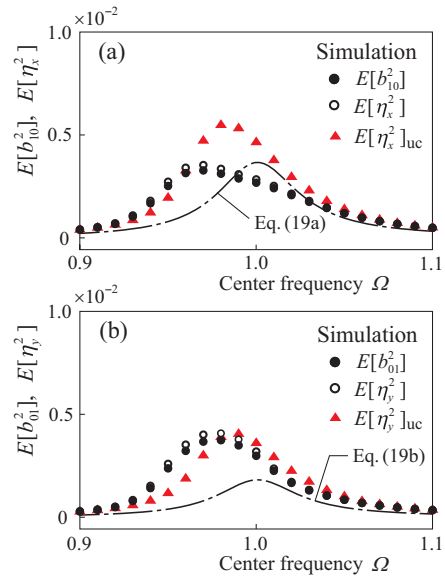 1.0 ×10⁻²
(a)
Simulation
E[b²₁₀]
E[η²ₓ]
E[η²ₓ]uc
E[b²₁₀], E[η²ₓ]
0.5
Eq. (19a)
0
0.9 1.0 1.1
Center frequency Ω
1.0 ×10⁻²
(b)
Simulation
E[b²₀₁]
E[η²ᵧ]
E[η²ᵧ]uc
E[b²₀₁], E[η²ᵧ]
0.5
Eq. (19b)
0
0.9 1.0 1.1
Center frequency Ω